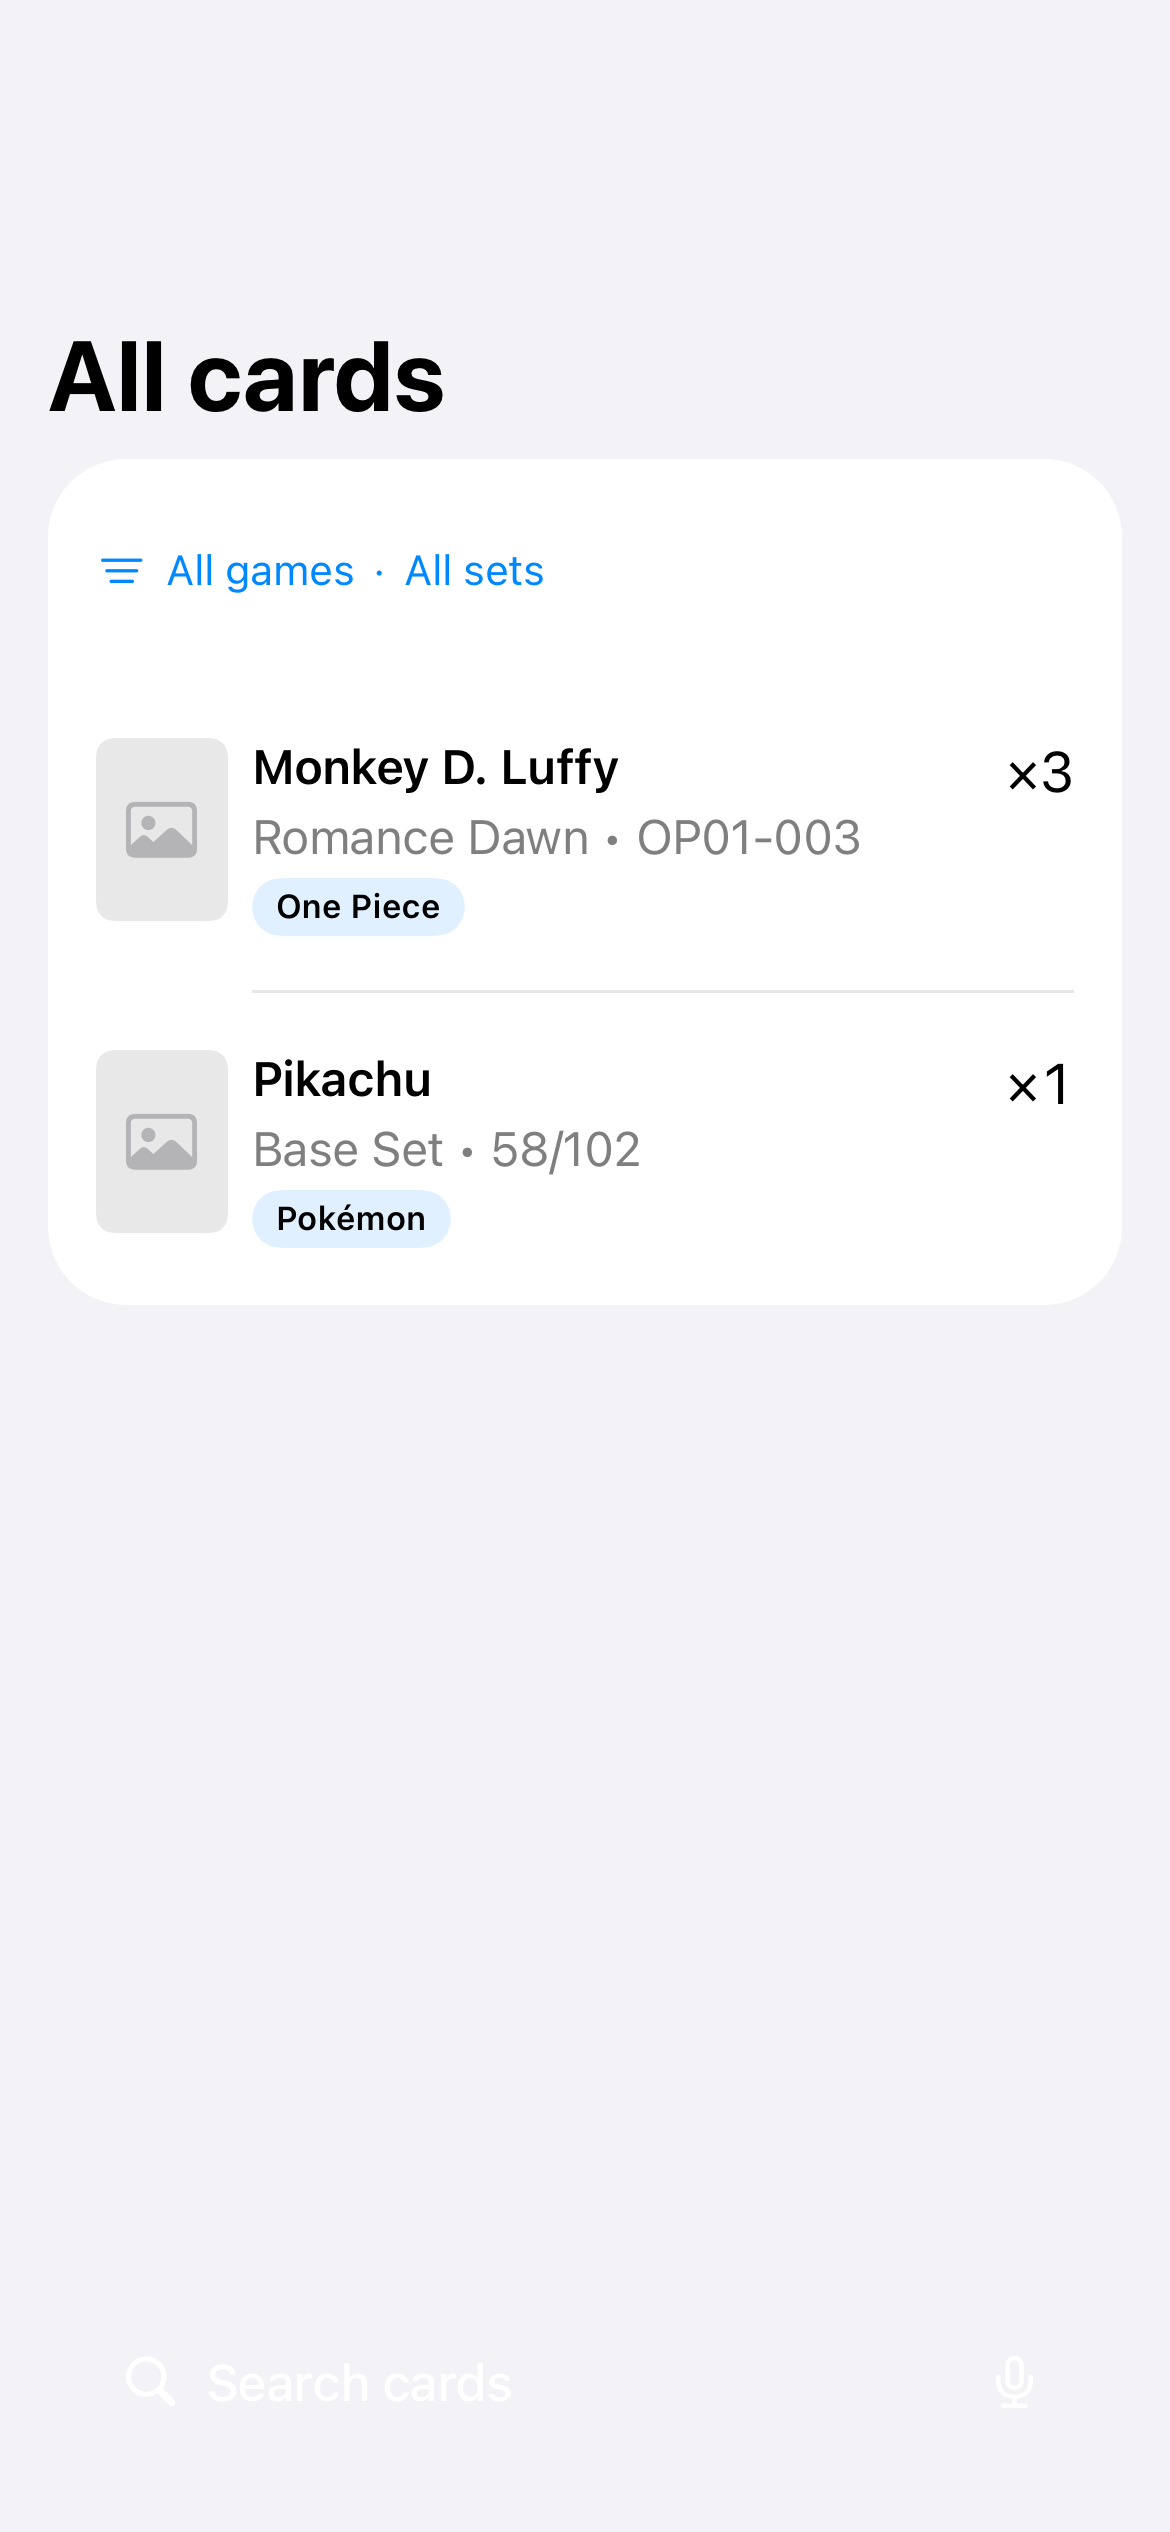 All cards
All games · All sets
Monkey D. Luffy
×3
Romance Dawn • OP01-003
One Piece
Pikachu
×1
Base Set • 58/102
Pokémon
Search cards